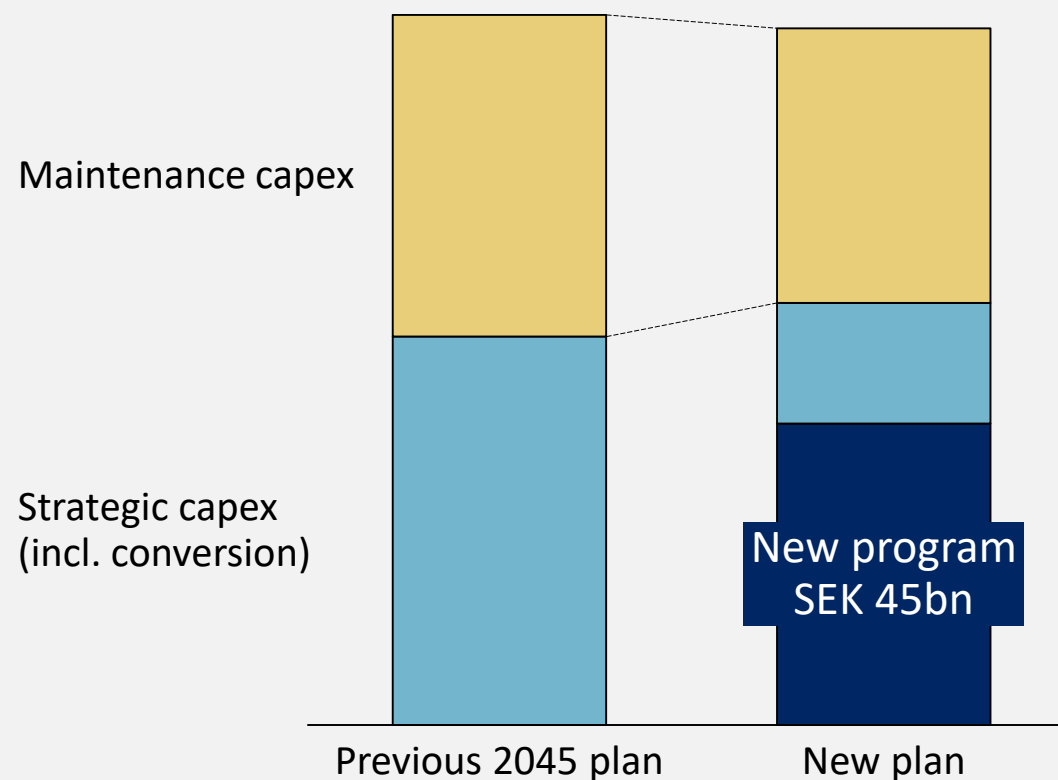 Maintenance capex
Strategic capex
(incl. conversion)
New program
SEK 45bn
Previous 2045 plan
New plan